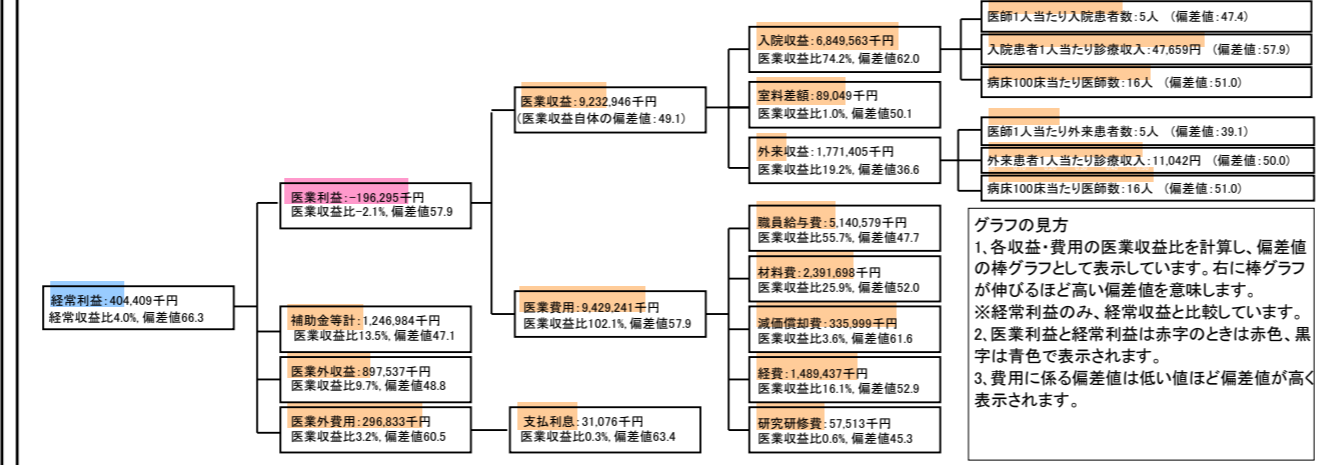 経常利益:404,409千円
経常収益比4.0%, 偏差値66.3
医業利益:-196,295千円
医業収益比-2.1%, 偏差値57.9
補助金等計:1,246,984千円
医業収益比13.5%, 偏差値47.1
医業外収益:897,537千円
医業収益比9.7%, 偏差値48.8
医業外費用:296,833千円
医業収益比3.2%, 偏差値60.5
支払利息:31,076千円
医業収益比0.3%, 偏差値63.4
医業収益:9,232,946千円
(医業収益自体の偏差値:49.1)
医業費用:9,429,241千円
医業収益比102.1%, 偏差値57.9
入院収益:6,849,563千円
医業収益比74.2%, 偏差値62.0
室料差額:89,049千円
医業収益比1.0%, 偏差値50.1
外来収益:1,771,405千円
医業収益比19.2%, 偏差値36.6
職員給与費:5,140,579千円
医業収益比55.7%, 偏差値47.7
材料費:2,391,698千円
医業収益比25.9%, 偏差値52.0
減価償却費:335,999千円
医業収益比3.6%, 偏差値61.6
経費:1,489,437千円
医業収益比16.1%, 偏差値52.9
研究研修費:57,513千円
医業収益比0.6%, 偏差値45.3
医師1人当たり入院患者数:5人 (偏差値:47.4)
入院患者1人当たり診療収入:47,659円 (偏差値:57.9)
病床100床当たり医師数:16人 (偏差値:51.0)
医師1人当たり外来患者数:5人 (偏差値:39.1)
外来患者1人当たり診療収入:11,042円 (偏差値:50.0)
病床100床当たり医師数:16人 (偏差値:51.0)
グラフの見方
1、各収益・費用の医業収益比を計算し、偏差値
の棒グラフとして表示しています。右に棒グラフ
が伸びるほど高い偏差値を意味します。
※経常利益のみ、経常収益と比較しています。
2、医業利益と経常利益は赤字のときは赤色、黒
字は青色で表示されます。
3、費用に係る偏差値は低い値ほど偏差値が高く
表示されます。